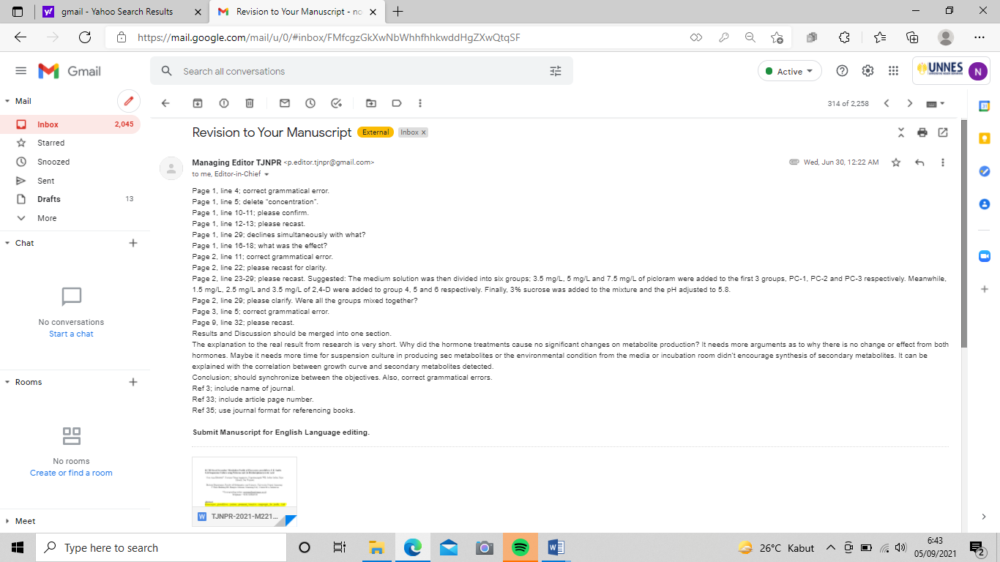 gmail - Yahoo Search Results
Revision to Your Manuscript - no
https://mail.google.com/mail/u/0/#inbox/FMfcgzGkXwNbWhhfhhkwddHgZXwQtqSF
Gmail
Search all conversations
Active
UNNES
N
Mail
314 of 2,258
Inbox 2,045
Starred
Snoozed
Sent
Drafts 13
More
Chat
No conversations
Start a chat
Rooms
No rooms
Create or find a room
Meet
Revision to Your Manuscript External Inbox x
Managing Editor TJNPR <p.editor.tjnpr@gmail.com> Wed, Jun 30, 12:22 AM
to me, Editor-in-Chief
Page 1, line 4; correct grammatical error.
Page 1, line 5; delete "concentration".
Page 1, line 10-11; please confirm.
Page 1, line 12-13; please recast.
Page 1, line 29; declines simultaneously with what?
Page 1, line 16-18; what was the effect?
Page 2, line 11; correct grammatical error.
Page 2, line 22; please recast for clarity.
Page 2, line 23-29; please recast. Suggested: The medium solution was then divided into six groups; 3.5 mg/L, 5 mg/L and 7.5 mg/L of picloram were added to the first 3 groups, PC-1, PC-2 and PC-3 respectively. Meanwhile,
1.5 mg/L, 2.5 mg/L and 3.5 mg/L of 2,4-D were added to group 4, 5 and 6 respectively. Finally, 3% sucrose was added to the mixture and the pH adjusted to 5.8.
Page 2, line 29; please clarify. Were all the groups mixed together?
Page 3, line 5; correct grammatical error.
Page 9, line 32; please recast.
Results and Discussion should be merged into one section.
The explanation to the real result from research is very short. Why did the hormone treatments cause no significant changes on metabolite production? It needs more arguments as to why there is no change or effect from both
hormones. Maybe it needs more time for suspension culture in producing sec metabolites or the environmental condition from the media or incubation room didn't encourage synthesis of secondary metabolites. It can be
explained with the correlation between growth curve and secondary metabolites detected.
Conclusion; should synchronize between the objectives. Also, correct grammatical errors.
Ref 3; include name of journal.
Ref 33; include article page number.
Ref 35; use journal format for referencing books.
Submit Manuscript for English Language editing.
TJNPR-2021-M221...
Type here to search
26°C Kabut
6:43
05/09/2021
2